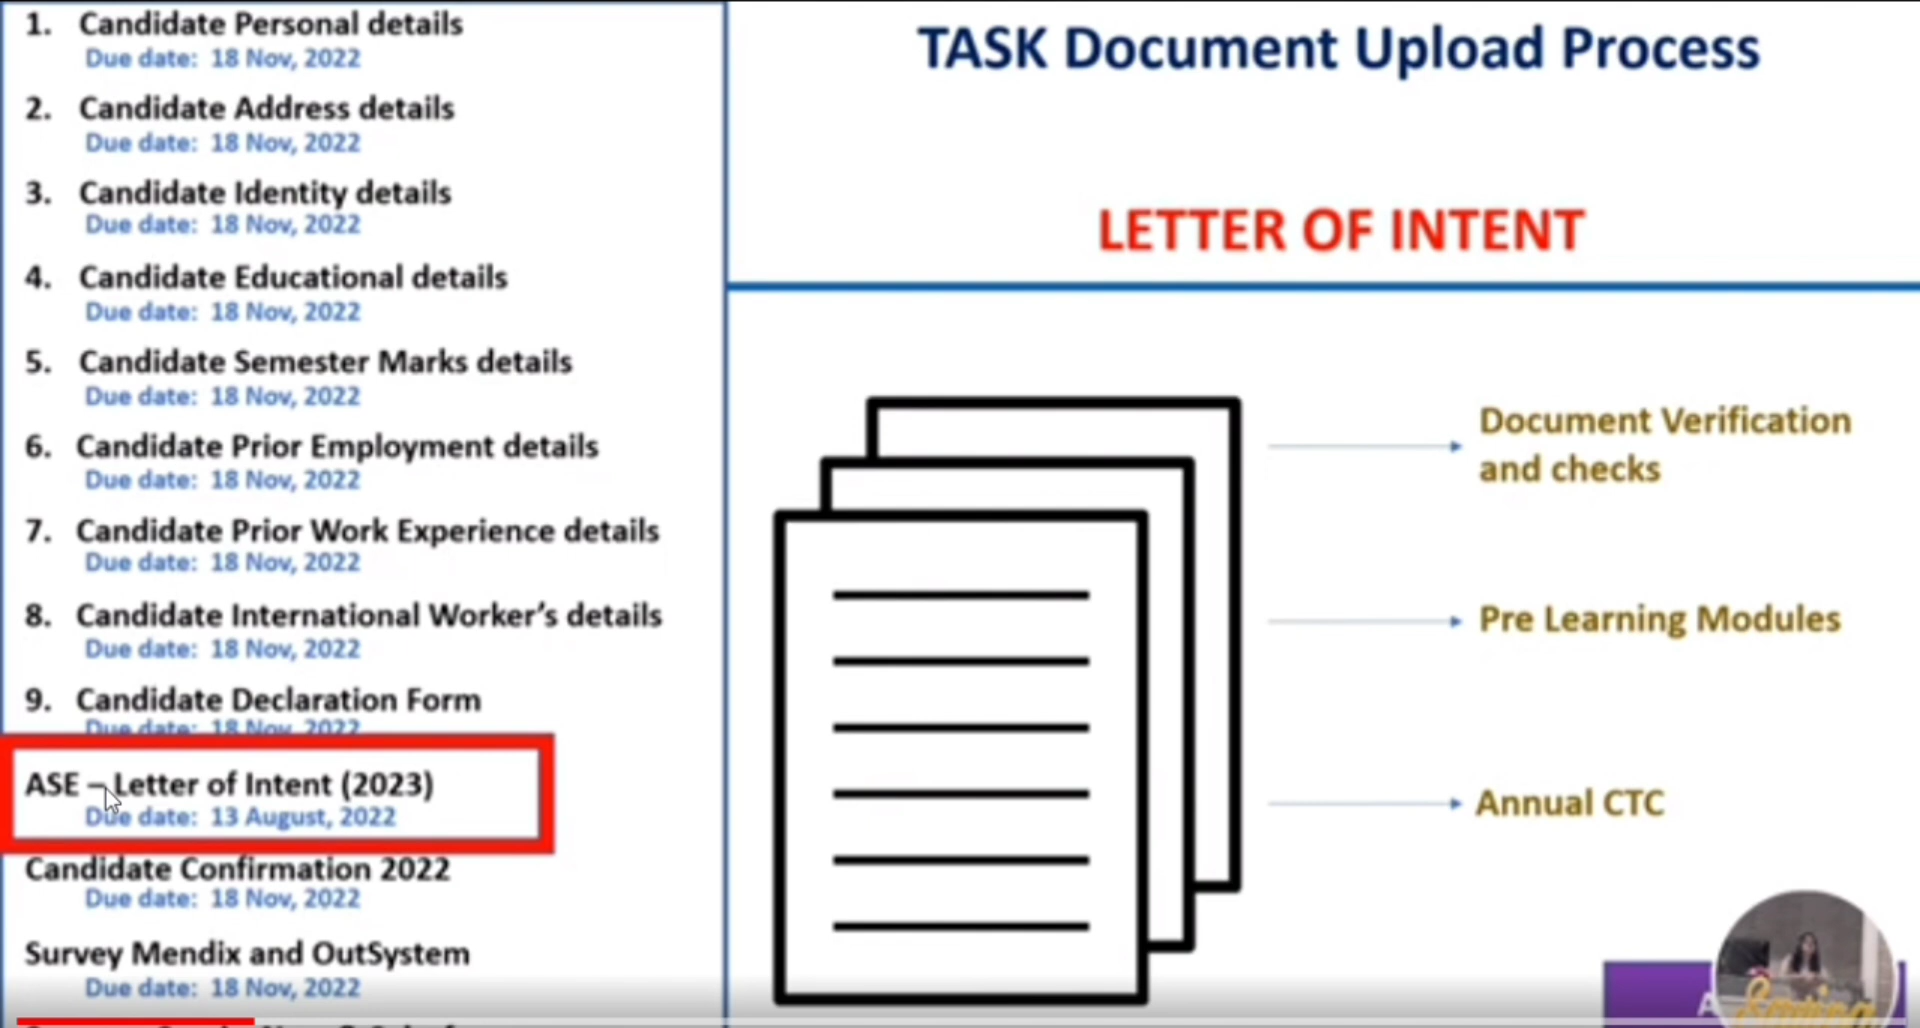 1. Candidate Personal details
Due date: 18 Nov, 2022
2. Candidate Address details
Due date: 18 Nov, 2022
3. Candidate Identity details
Due date: 18 Nov, 2022
4. Candidate Educational details
Due date: 18 Nov, 2022
5. Candidate Semester Marks details
Due date: 18 Nov, 2022
6. Candidate Prior Employment details
Due date: 18 Nov, 2022
7. Candidate Prior Work Experience details
Due date: 18 Nov, 2022
8. Candidate International Worker's details
Due date: 18 Nov, 2022
9. Candidate Declaration Form
Due date: 18 Nov, 2022
ASE – Letter of Intent (2023)
Due date: 13 August, 2022
Candidate Confirmation 2022
Due date: 18 Nov, 2022
Survey Mendix and OutSystem
Due date: 18 Nov, 2022
TASK Document Upload Process
LETTER OF INTENT
Document Verification
and checks
Pre Learning Modules
Annual CTC